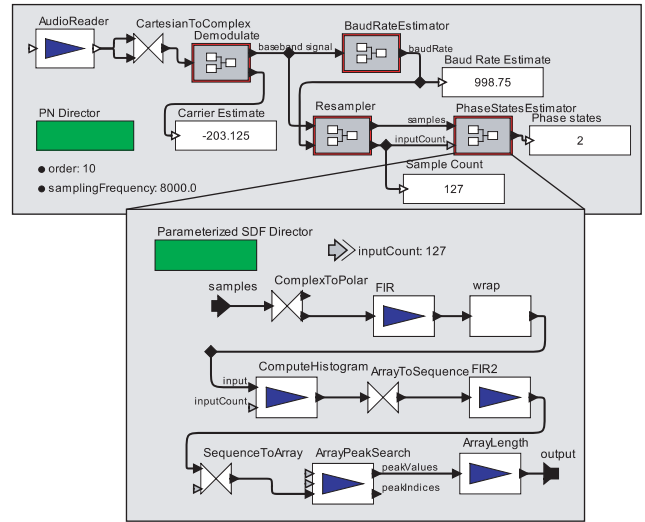 AudioReader
CartesianToComplex
Demodulate
baseband signal
BaudRateEstimator
baudRate
Baud Rate Estimate
998.75
PN Director
Carrier Estimate
-203.125
Resampler
samples
inputCount
PhaseStatesEstimator
Phase states
2
order: 10
samplingFrequency: 8000.0
Sample Count
127
Parameterized SDF Director
inputCount: 127
samples
ComplexToPolar
FIR
wrap
ComputeHistogram
input
inputCount
ArrayToSequence
FIR2
SequenceToArray
ArrayPeakSearch
peakValues
peakIndices
ArrayLength
output